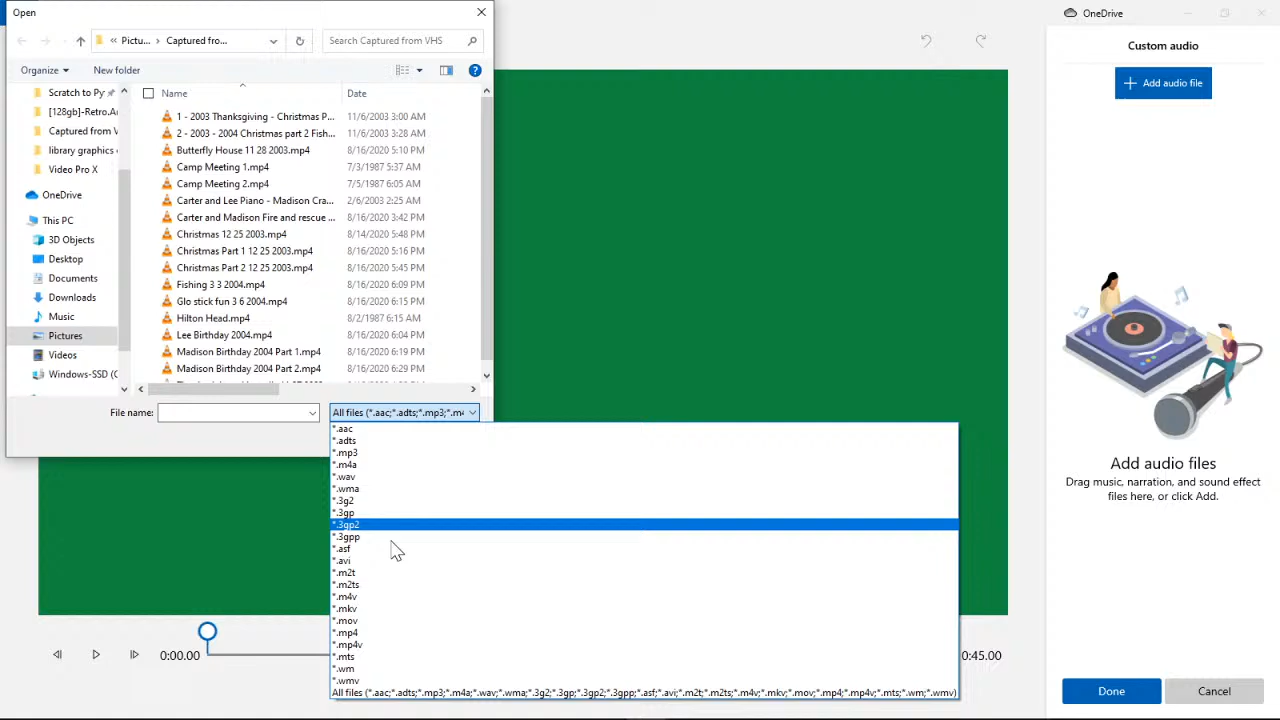 Open
OneDrive
« Pictu... › Captured fro...
Search Captured from VHS
Custom audio
Organize
New folder
Add audio file
Scratch to Py
[128gb]-Retro.Ar
Captured from V
library graphics
Video Pro X
OneDrive
This PC
3D Objects
Desktop
Documents
Downloads
Music
Pictures
Videos
Windows-SSD (C
Name
Date
1 - 2003 Thanksgiving - Christmas P... 11/6/2003 3:00 AM
2 - 2003 - 2004 Christmas part 2 Fish... 11/6/2003 3:28 AM
Butterfly House 11 28 2003.mp4 8/16/2020 5:10 PM
Camp Meeting 1.mp4 7/3/1987 5:37 AM
Camp Meeting 2.mp4 7/5/1987 6:05 AM
Carter and Lee Piano - Madison Cra... 2/6/2003 2:25 AM
Carter and Madison Fire and rescue ... 8/16/2020 3:42 PM
Christmas 12 25 2003.mp4 8/14/2020 5:48 PM
Christmas Part 1 12 25 2003.mp4 8/16/2020 5:16 PM
Christmas Part 2 12 25 2003.mp4 8/16/2020 5:45 PM
Fishing 3 3 2004.mp4 8/16/2020 6:09 PM
Glo stick fun 3 6 2004.mp4 8/16/2020 6:15 PM
Hilton Head.mp4 8/2/1987 6:15 AM
Lee Birthday 2004.mp4 8/16/2020 6:04 PM
Madison Birthday 2004 Part 1.mp4 8/16/2020 6:19 PM
Madison Birthday 2004 Part 2.mp4 8/16/2020 6:29 PM
File name:
All files (*.aac;*.adts;*.mp3;*.m4
*.aac
*.adts
*.mp3
*.m4a
*.wav
*.wma
*.3g2
*.3gp
*.3gp2
*.3gpp
*.asf
*.avi
*.m2t
*.m2ts
*.m4v
*.mkv
*.mov
*.mp4
*.mp4v
*.mts
*.wm
*.wmv
All files (*.aac;*.adts;*.mp3;*.m4a;*.wav;*.wma;*.3g2;*.3gp;*.3gp2;*.3gpp;*.asf;*.avi;*.m2t;*.m2ts;*.m4v;*.mkv;*.mov;*.mp4;*.mp4v;*.mts;*.wm;*.wmv)
Add audio files
Drag music, narration, and sound effect
files here, or click Add.
0:00.00
0:45.00
Done
Cancel